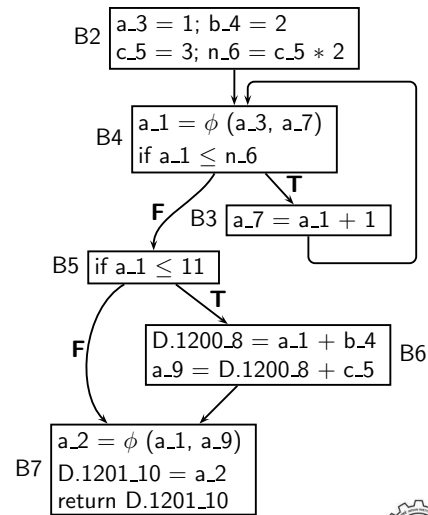 B2
a_3 = 1; b_4 = 2
c_5 = 3; n_6 = c_5 * 2
B4
a_1 = ϕ (a_3, a_7)
if a_1 ≤ n_6
F
T
B3
a_7 = a_1 + 1
B5
if a_1 ≤ 11
F
T
D.1200_8 = a_1 + b_4
a_9 = D.1200_8 + c_5
B6
B7
a_2 = ϕ (a_1, a_9)
D.1201_10 = a_2
return D.1201_10